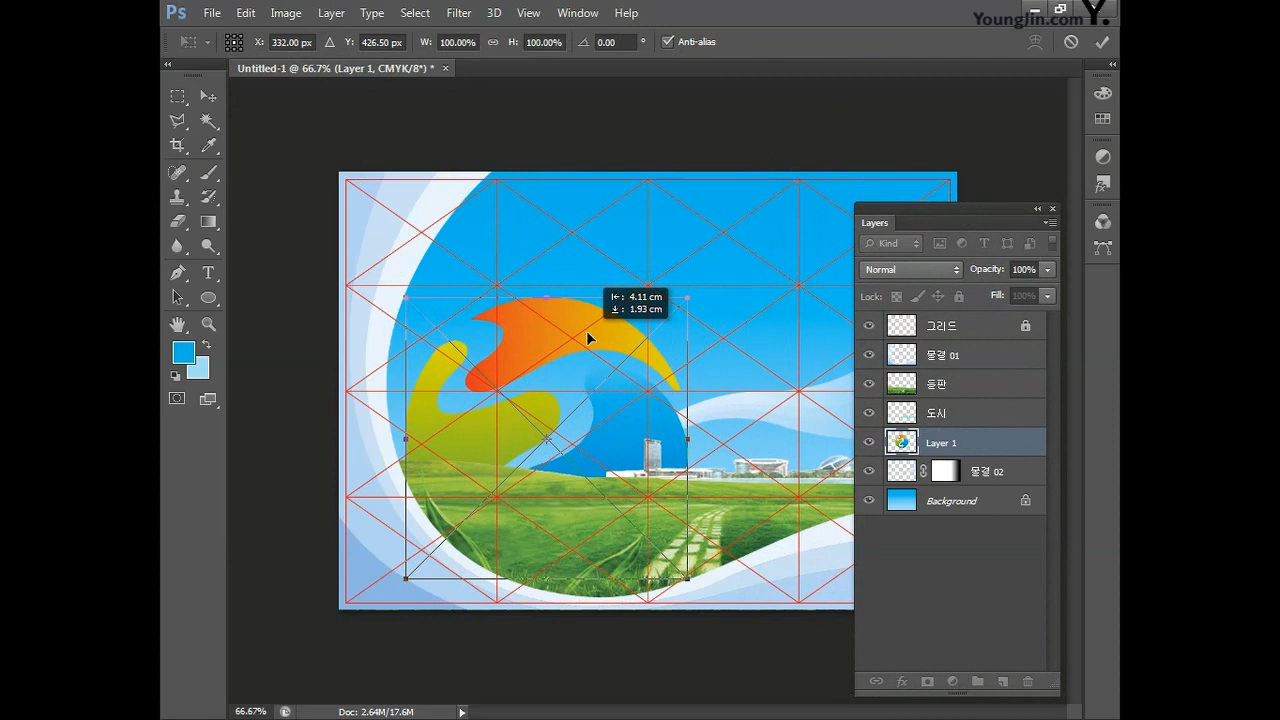 Ps File Edit Image Layer Type Select Filter 3D View Window Help
YoungJin.com Y.
X: 332.00 px Y: 426.50 px W: 100.00% H: 100.00% 0.00 ° Anti-alias
Untitled-1 @ 66.7% (Layer 1, CMYK/8*) * ×
Layers
Kind
Normal Opacity: 100%
Lock: Fill: 100%
4.11 cm
1.93 cm
그리드
물결 01
들판
도시
Layer 1
물결 02
Background
66.67% Doc: 2.64M/17.6M